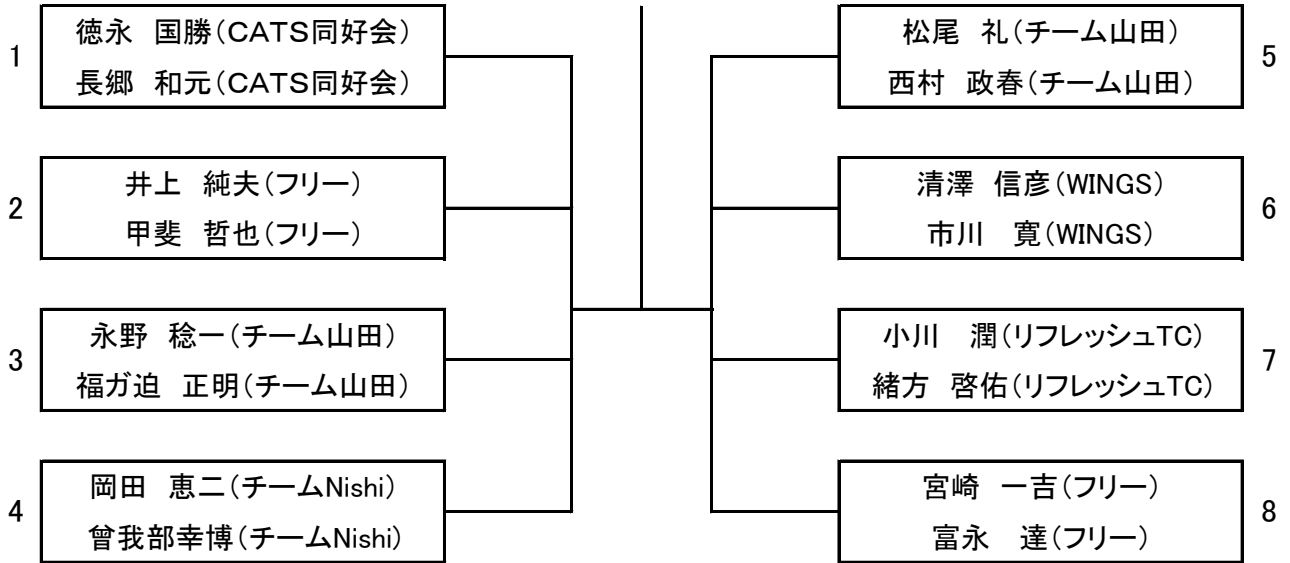 1
徳永　国勝(CATS同好会)
長郷　和元(CATS同好会)
2
井上　純夫(フリー)
甲斐　哲也(フリー)
3
永野　稔一(チーム山田)
福ガ迫　正明(チーム山田)
4
岡田　恵二(チームNishi)
曾我部幸博(チームNishi)
松尾　礼(チーム山田)
西村　政春(チーム山田)
5
清澤　信彦(WINGS)
市川　寛(WINGS)
6
小川　潤(リフレッシュTC)
緒方　啓佑(リフレッシュTC)
7
宮崎　一吉(フリー)
富永　達(フリー)
8